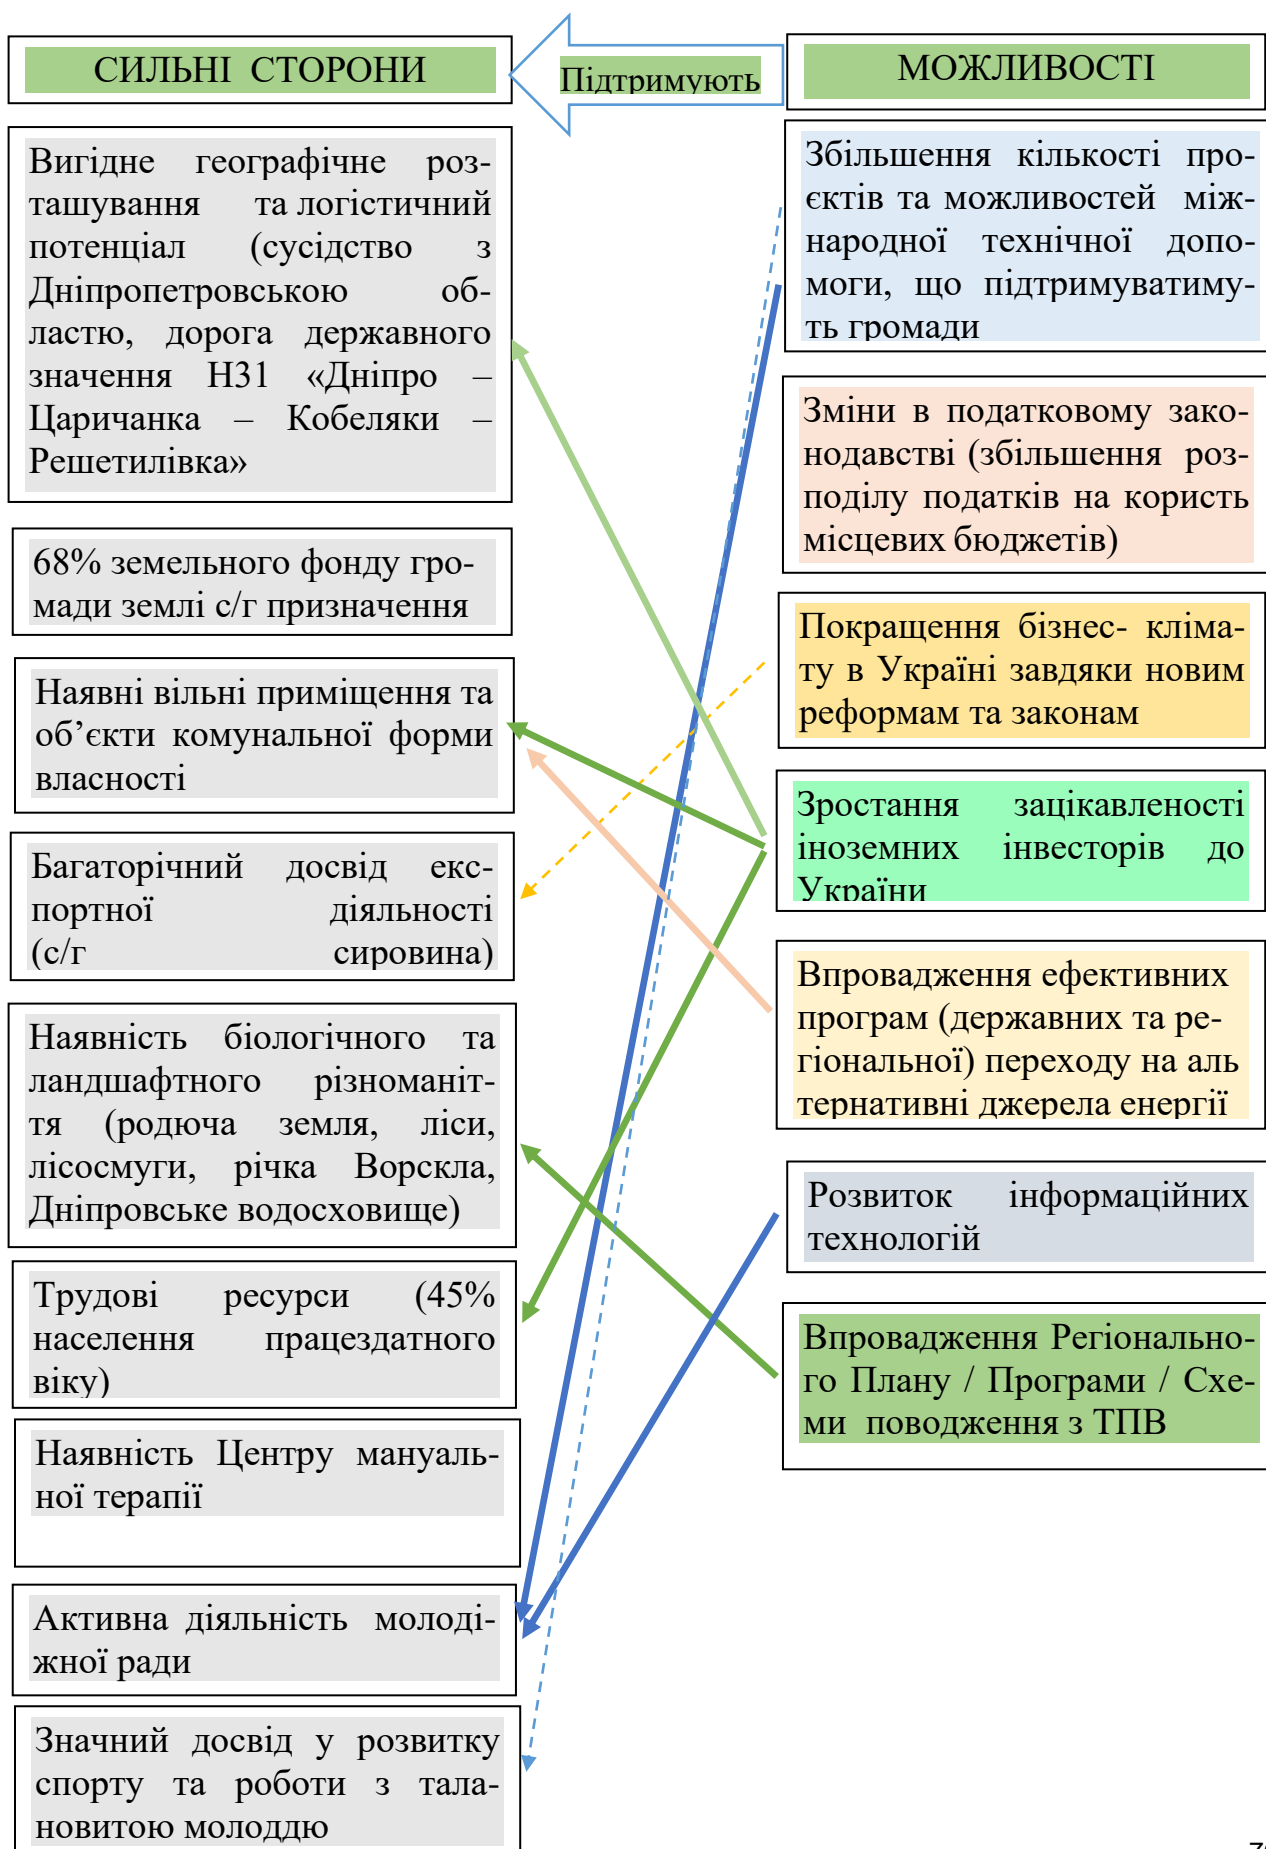 СИЛЬНІ СТОРОНИ
Підтримують
МОЖЛИВОСТІ
Вигідне географічне роз-
ташування та логістичний
потенціал (сусідство з
Дніпропетровською об-
ластю, дорога державного
значення Н31 «Дніпро –
Царичанка – Кобеляки –
Решетилівка»
68% земельного фонду гро-
мади землі с/г призначення
Наявні вільні приміщення та
об’єкти комунальної форми
власності
Багаторічний досвід екс-
портної діяльності
(с/г сировина)
Наявність біологічного та
ландшафтного різноманіт-
тя (родюча земля, ліси,
лісосмуги, річка Ворскла,
Дніпровське водосховище)
Трудові ресурси (45%
населення працездатного
віку)
Наявність Центру мануаль-
ної терапії
Активна діяльність молоді-
жної ради
Значний досвід у розвитку
спорту та роботи з тала-
новитою молоддю
Збільшення кількості про-
єктів та можливостей між-
народної технічної допо-
моги, що підтримуватиму-
ть громади
Зміни в податковому зако-
нодавстві (збільшення роз-
поділу податків на користь
місцевих бюджетів)
Покращення бізнес- кліма-
ту в Україні завдяки новим
реформам та законам
Зростання зацікавленості
іноземних інвесторів до
України
Впровадження ефективних
програм (державних та ре-
гіональної) переходу на аль
тернативні джерела енергії
Розвиток інформаційних
технологій
Впровадження Регіонально-
го Плану / Програми / Схе-
ми поводження з ТПВ